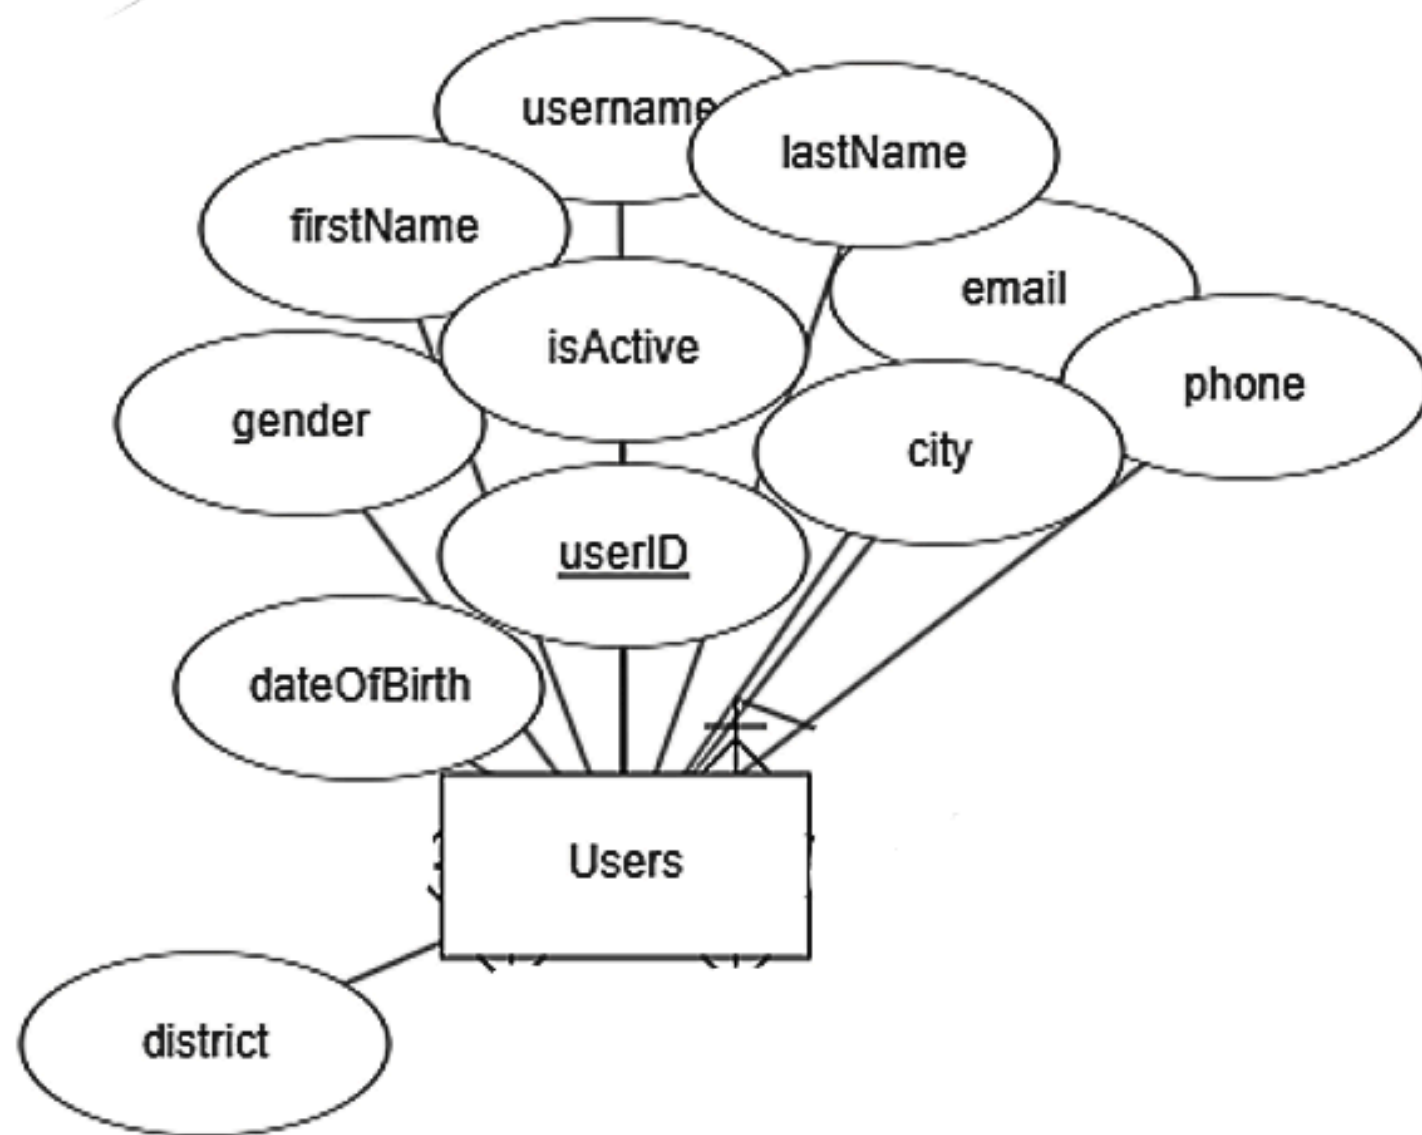 username
lastName
firstName
email
isActive
phone
gender
city
userID
dateOfBirth
Users
district